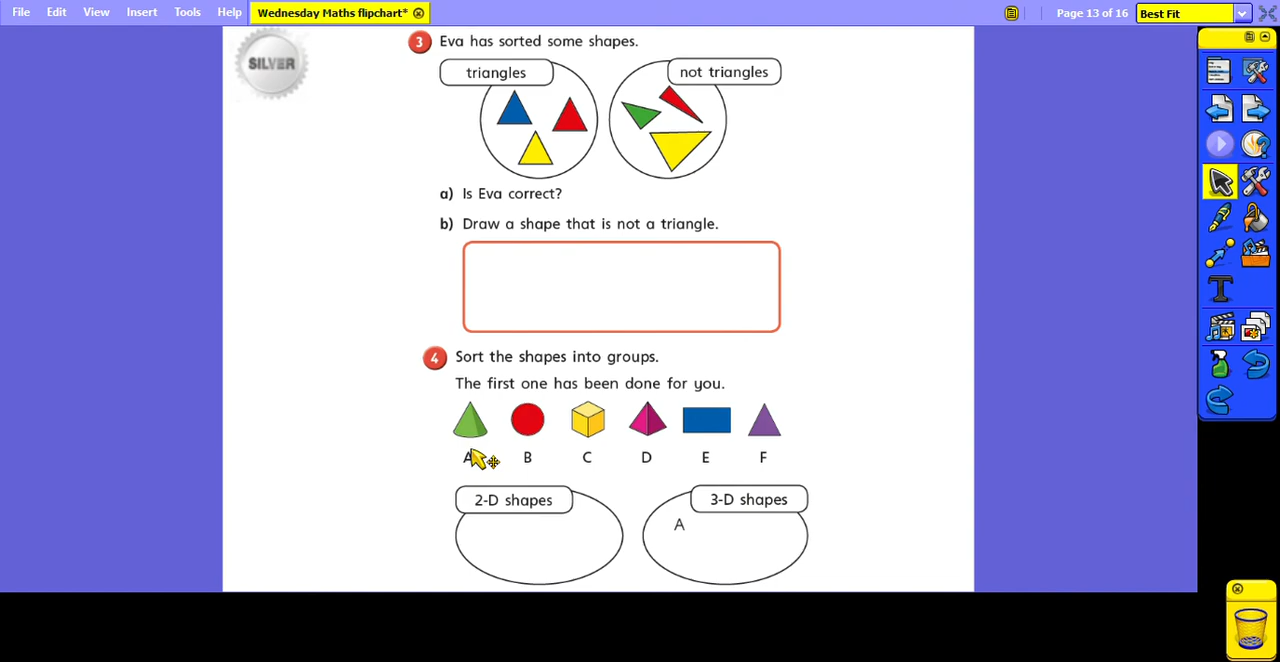 File Edit View Insert Tools Help Wednesday Maths flipchart* Page 13 of 16 Best Fit
SILVER
3 Eva has sorted some shapes.
triangles not triangles
a) Is Eva correct?
b) Draw a shape that is not a triangle.
4 Sort the shapes into groups.
The first one has been done for you.
A B C D E F
2-D shapes 3-D shapes
A